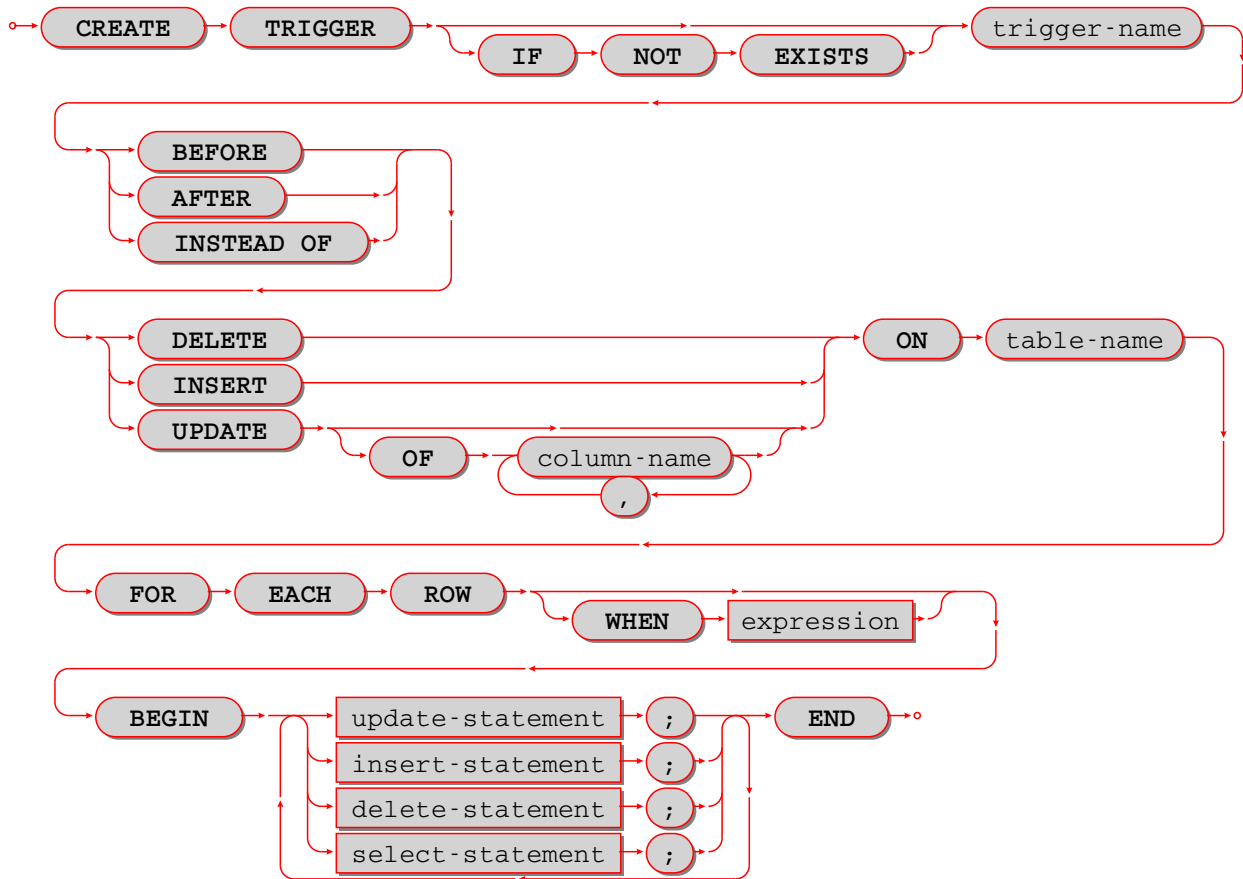 CREATE TRIGGER IF NOT EXISTS trigger-name
BEFORE
AFTER
INSTEAD OF
DELETE ON table-name
INSERT
UPDATE OF column-name
,
FOR EACH ROW WHEN expression
BEGIN update-statement ; END
insert-statement ;
delete-statement ;
select-statement ;